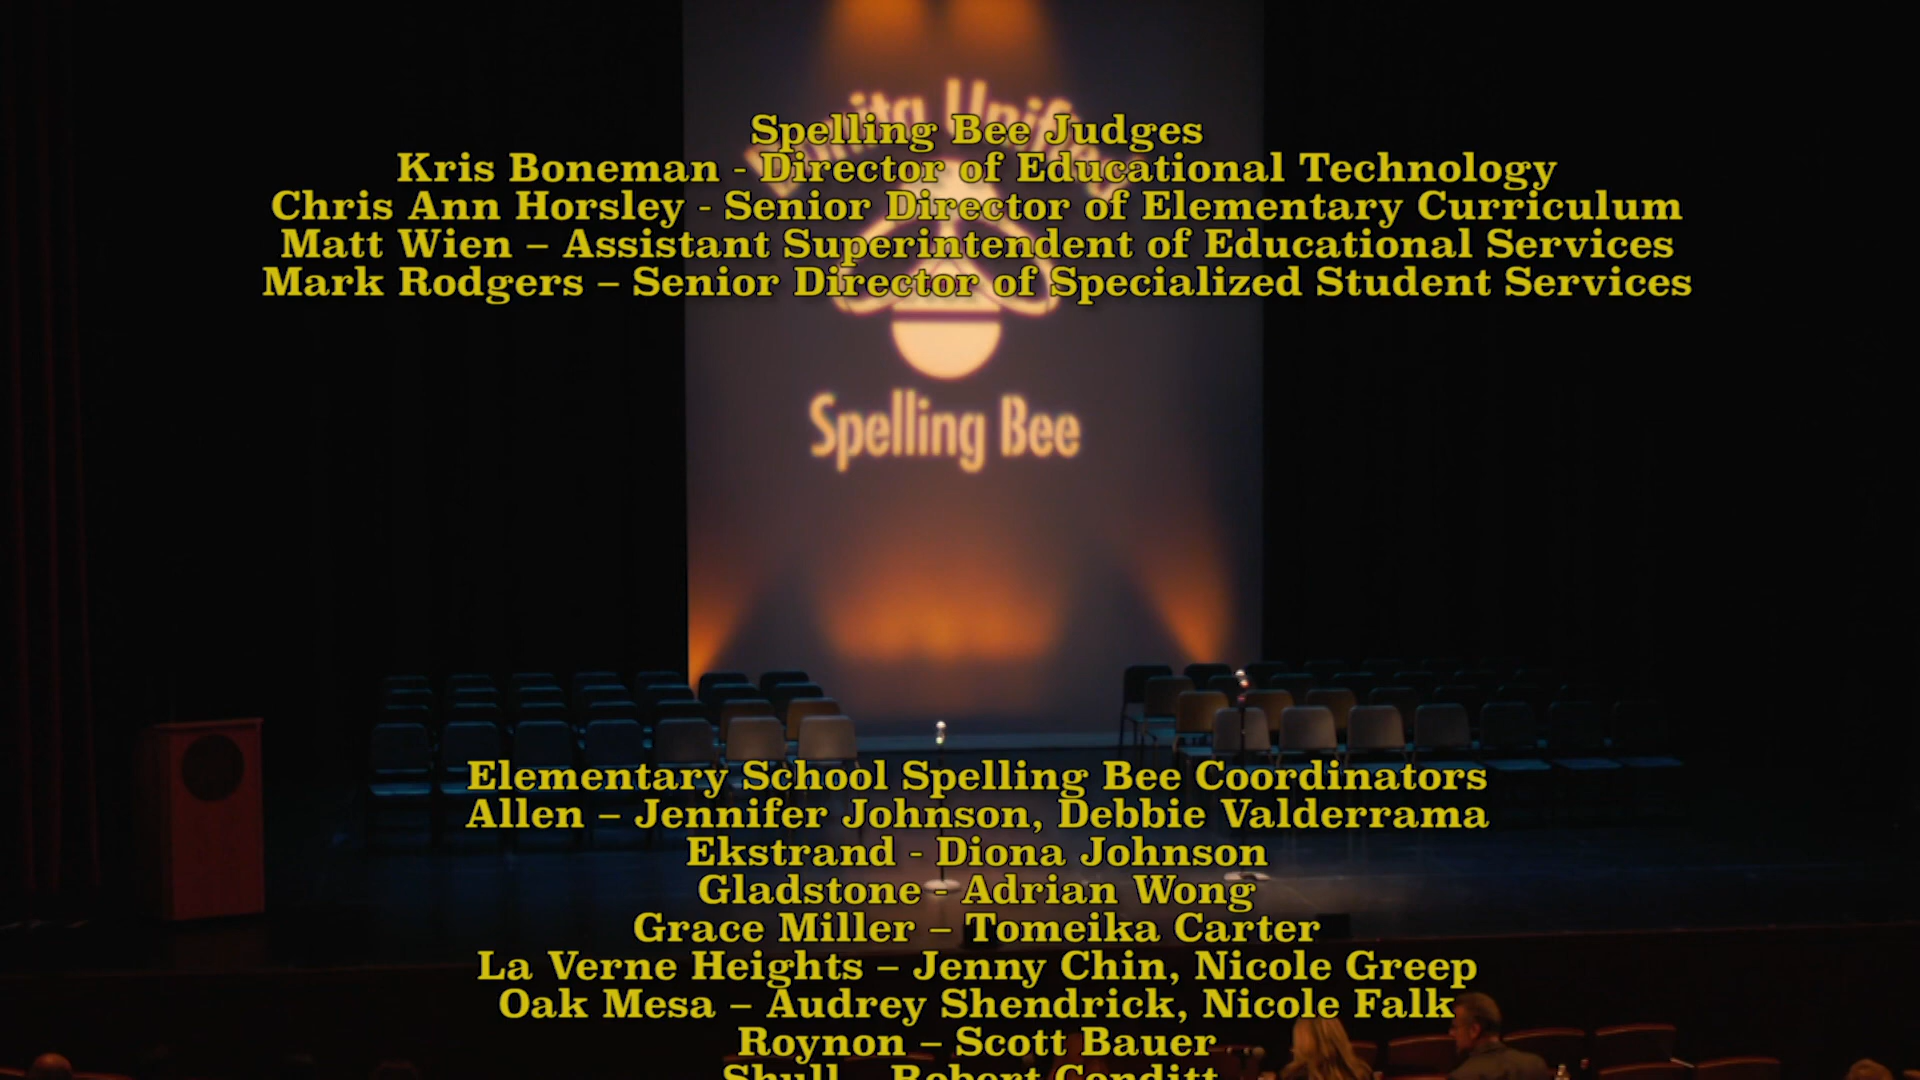 Spelling Bee Judges
Kris Boneman - Director of Educational Technology
Chris Ann Horsley - Senior Director of Elementary Curriculum
Matt Wien – Assistant Superintendent of Educational Services
Mark Rodgers – Senior Director of Specialized Student Services
Spelling Bee
Elementary School Spelling Bee Coordinators
Allen – Jennifer Johnson, Debbie Valderrama
Ekstrand - Diona Johnson
Gladstone - Adrian Wong
Grace Miller – Tomeika Carter
La Verne Heights – Jenny Chin, Nicole Greep
Oak Mesa – Audrey Shendrick, Nicole Falk
Roynon – Scott Bauer
Shull – Robert